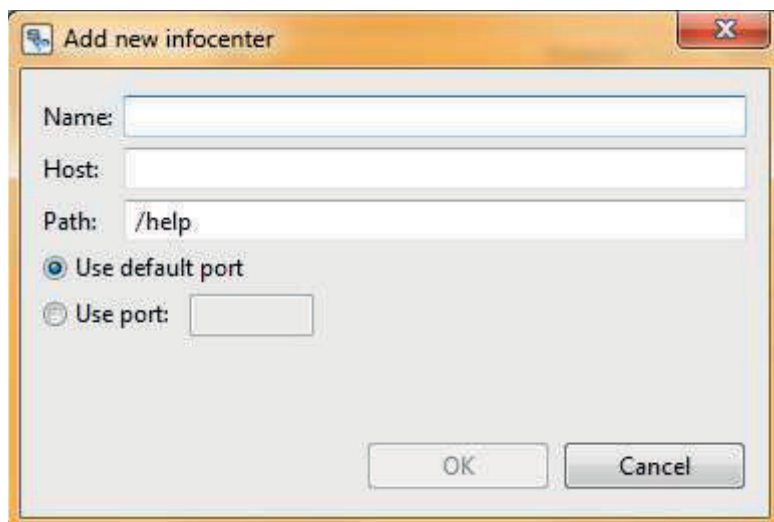 Add new infocenter
Name:
Host:
Path: /help
Use default port
Use port:
OK Cancel